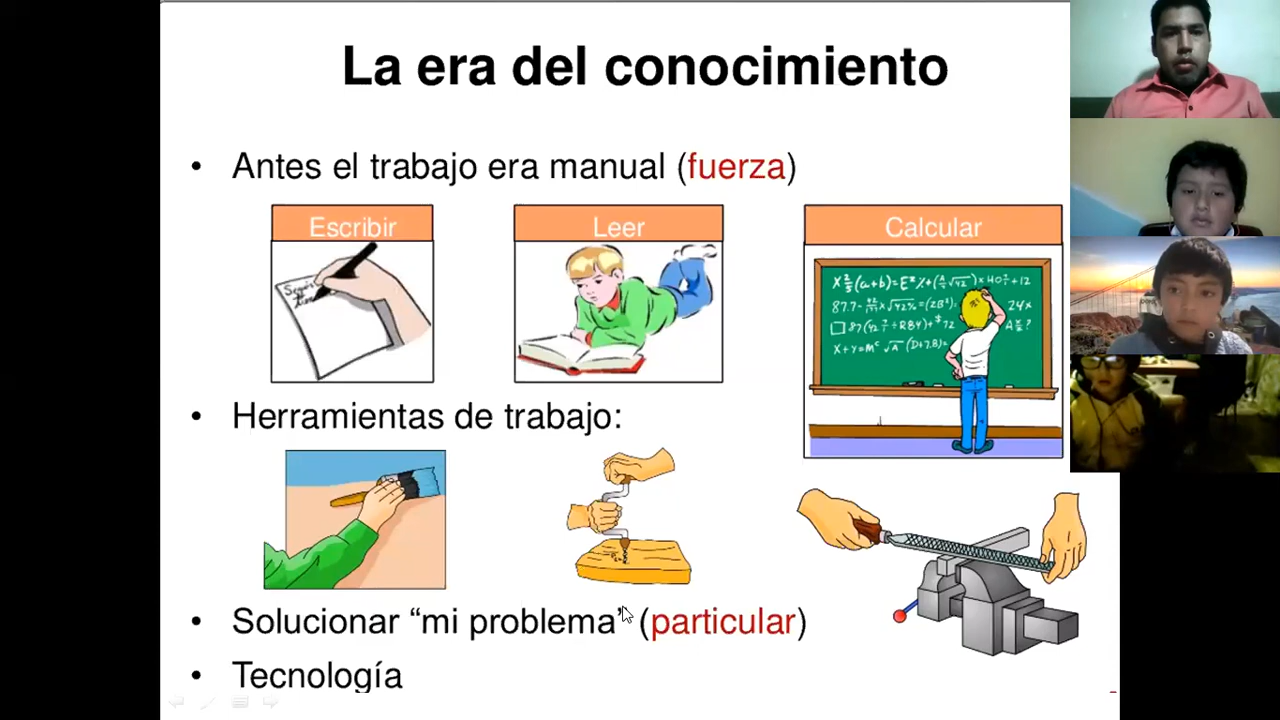 La era del conocimiento
• Antes el trabajo era manual (fuerza)
Escribir
Leer
Calcular
• Herramientas de trabajo:
• Solucionar “mi problema” (particular)
• Tecnología